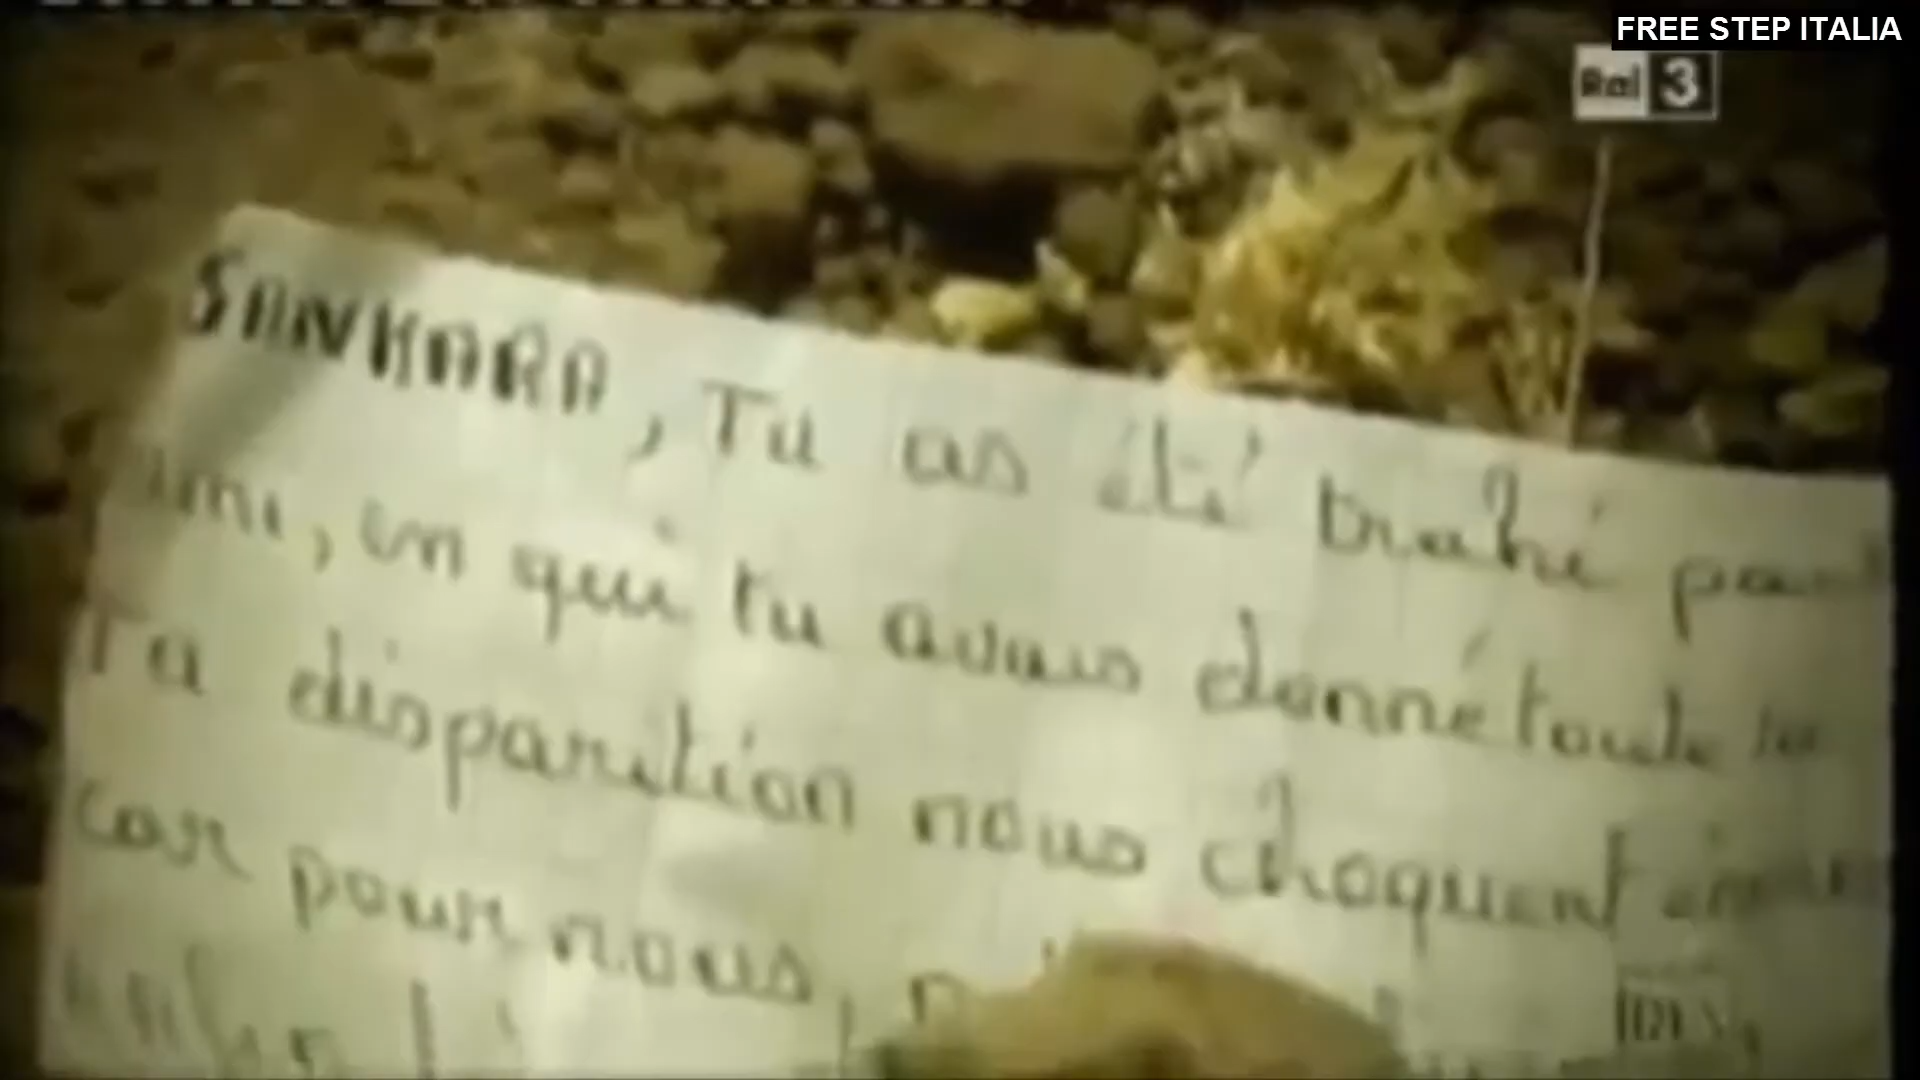 FREE STEP ITALIA
Rai 3
SANKARA, Tu as été trahi par
ami, en qui tu avais donné toute ta
Ta disparition nous choquent
car pour nous,